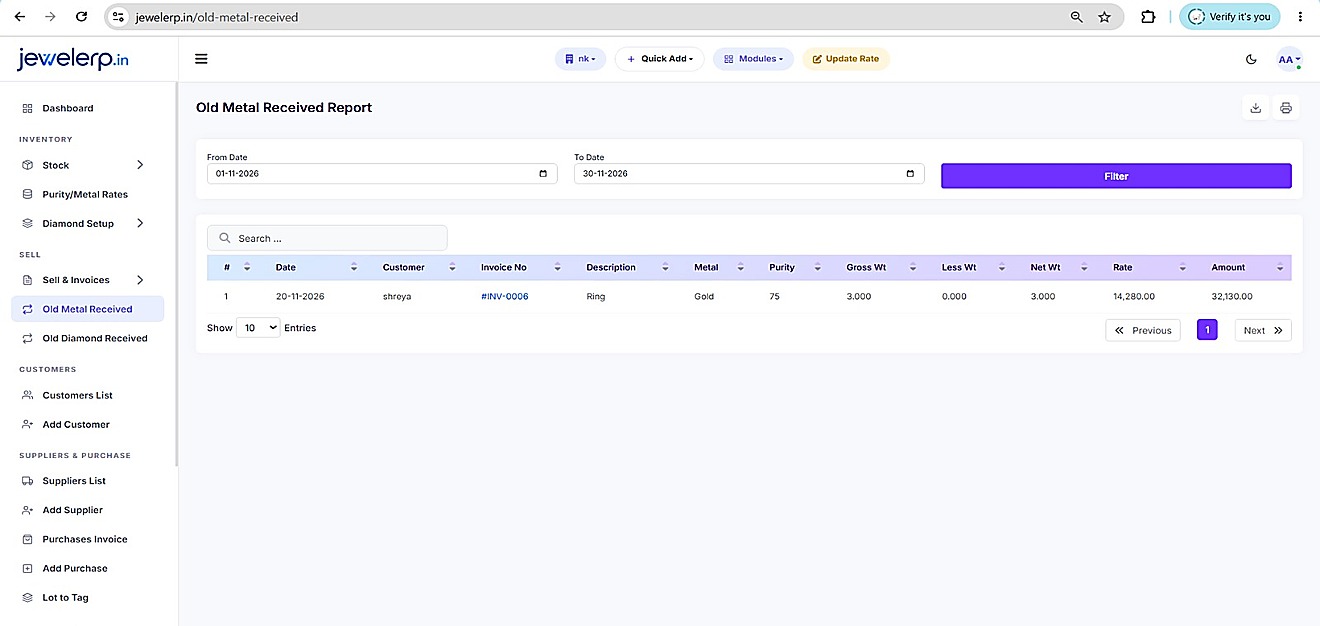 jewelerp.in/old-metal-received
Verify it's you
jewelerp.in
nk
Quick Add
Modules
Update Rate
AA
Dashboard
INVENTORY
Stock
Purity/Metal Rates
Diamond Setup
SELL
Sell & Invoices
Old Metal Received
Old Diamond Received
CUSTOMERS
Customers List
Add Customer
SUPPLIERS & PURCHASE
Suppliers List
Add Supplier
Purchases Invoice
Add Purchase
Lot to Tag
Old Metal Received Report
From Date To Date
01-11-2026 30-11-2026 Filter
Search ...
# Date Customer Invoice No Description Metal Purity Gross Wt Less Wt Net Wt Rate Amount
1 20-11-2026 shreya #INV-0006 Ring Gold 75 3.000 0.000 3.000 14,280.00 32,130.00
Show 10 Entries Previous 1 Next